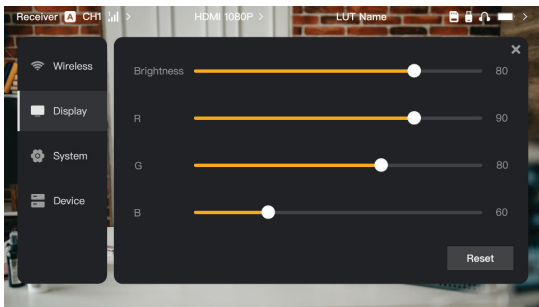 Receiver A CH1 >
HDMI 1080P >
LUT Name
>
Wireless
Display
System
Device
Brightness 80
R 90
G 80
B 60
Reset